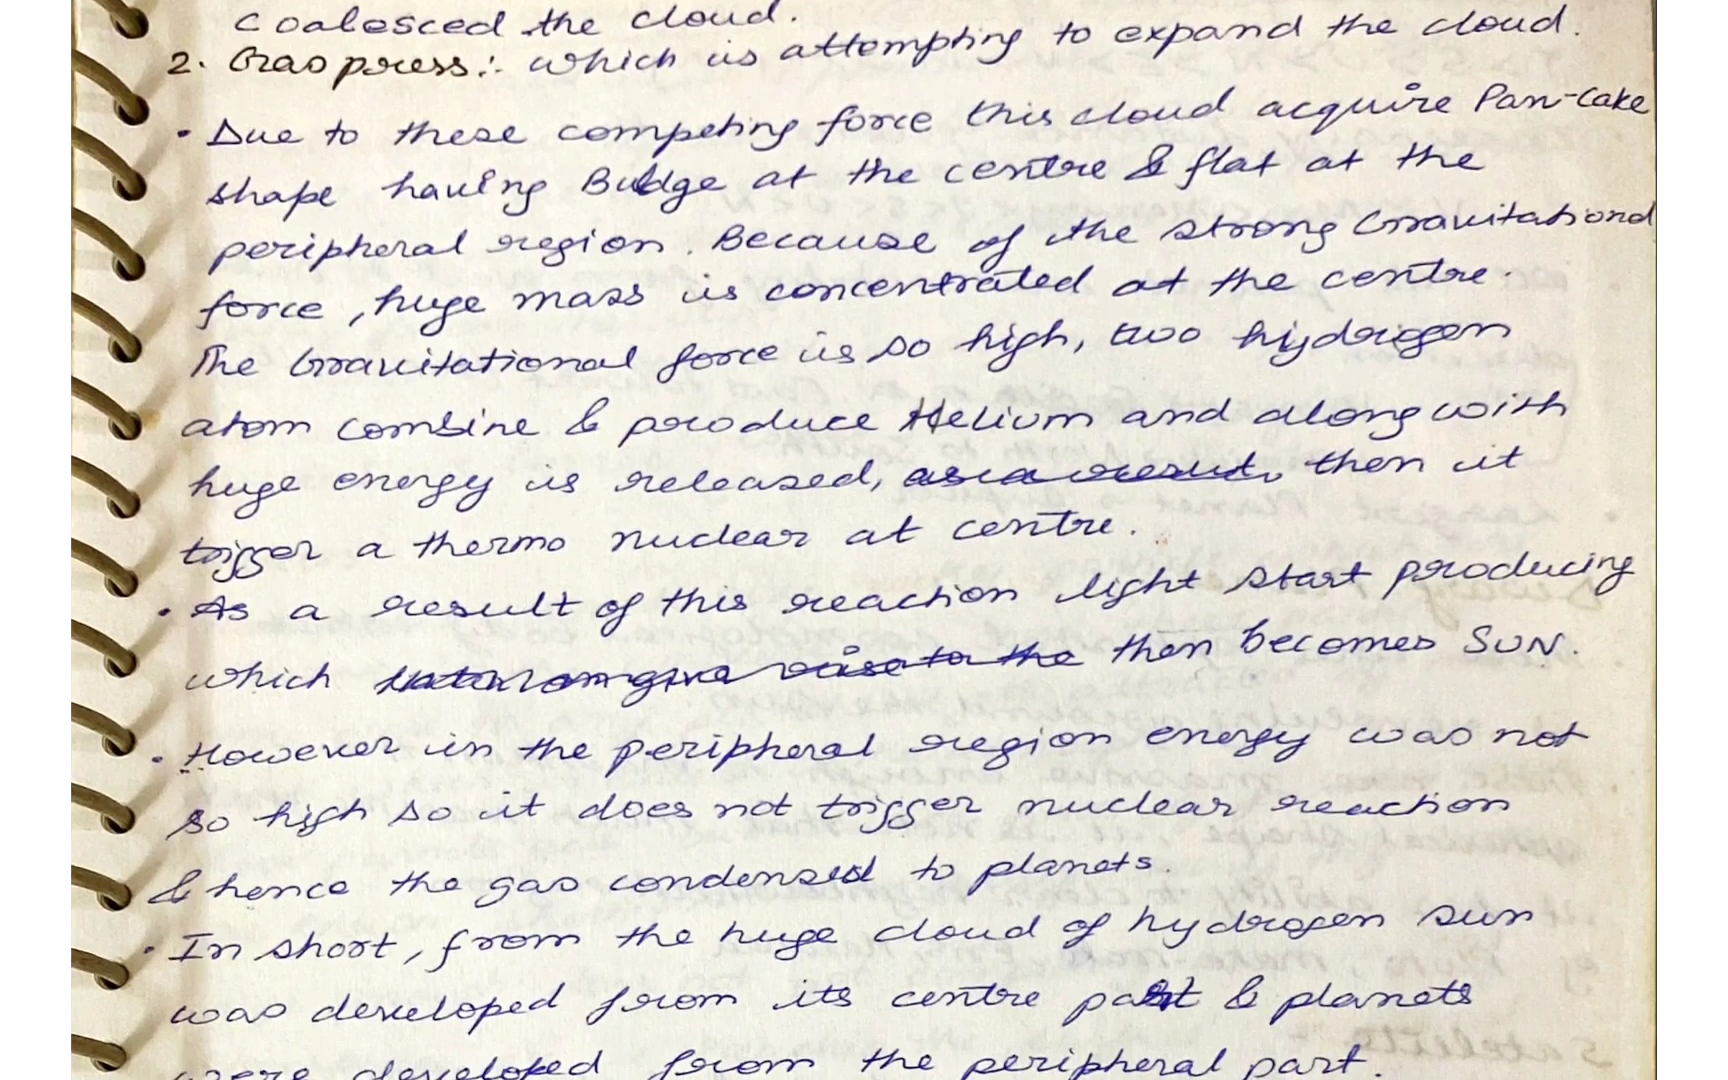 Coalesced the cloud.
2. Gas press:. which is attempting to expand the cloud.
• Due to these competing force this cloud acquire Pan-Cake
shape having Buldge at the centre & flat at the
peripheral region. Because of the strong Gravitational
force, huge mass is concentrated at the centre.
The Gravitational force is so high, two hydrogen
atom combine & produce Helium and along with
huge energy is released, as a result, then it
trigger a thermo nuclear at centre.
• As a result of this reaction light start producing
which then becomes SUN.
• However in the peripheral region energy was not
so high so it does not trigger nuclear reaction
& hence the gas condensed to planets.
• In short, from the huge cloud of hydrogen sun
was developed from its centre part & planets
were developed from the peripheral part.